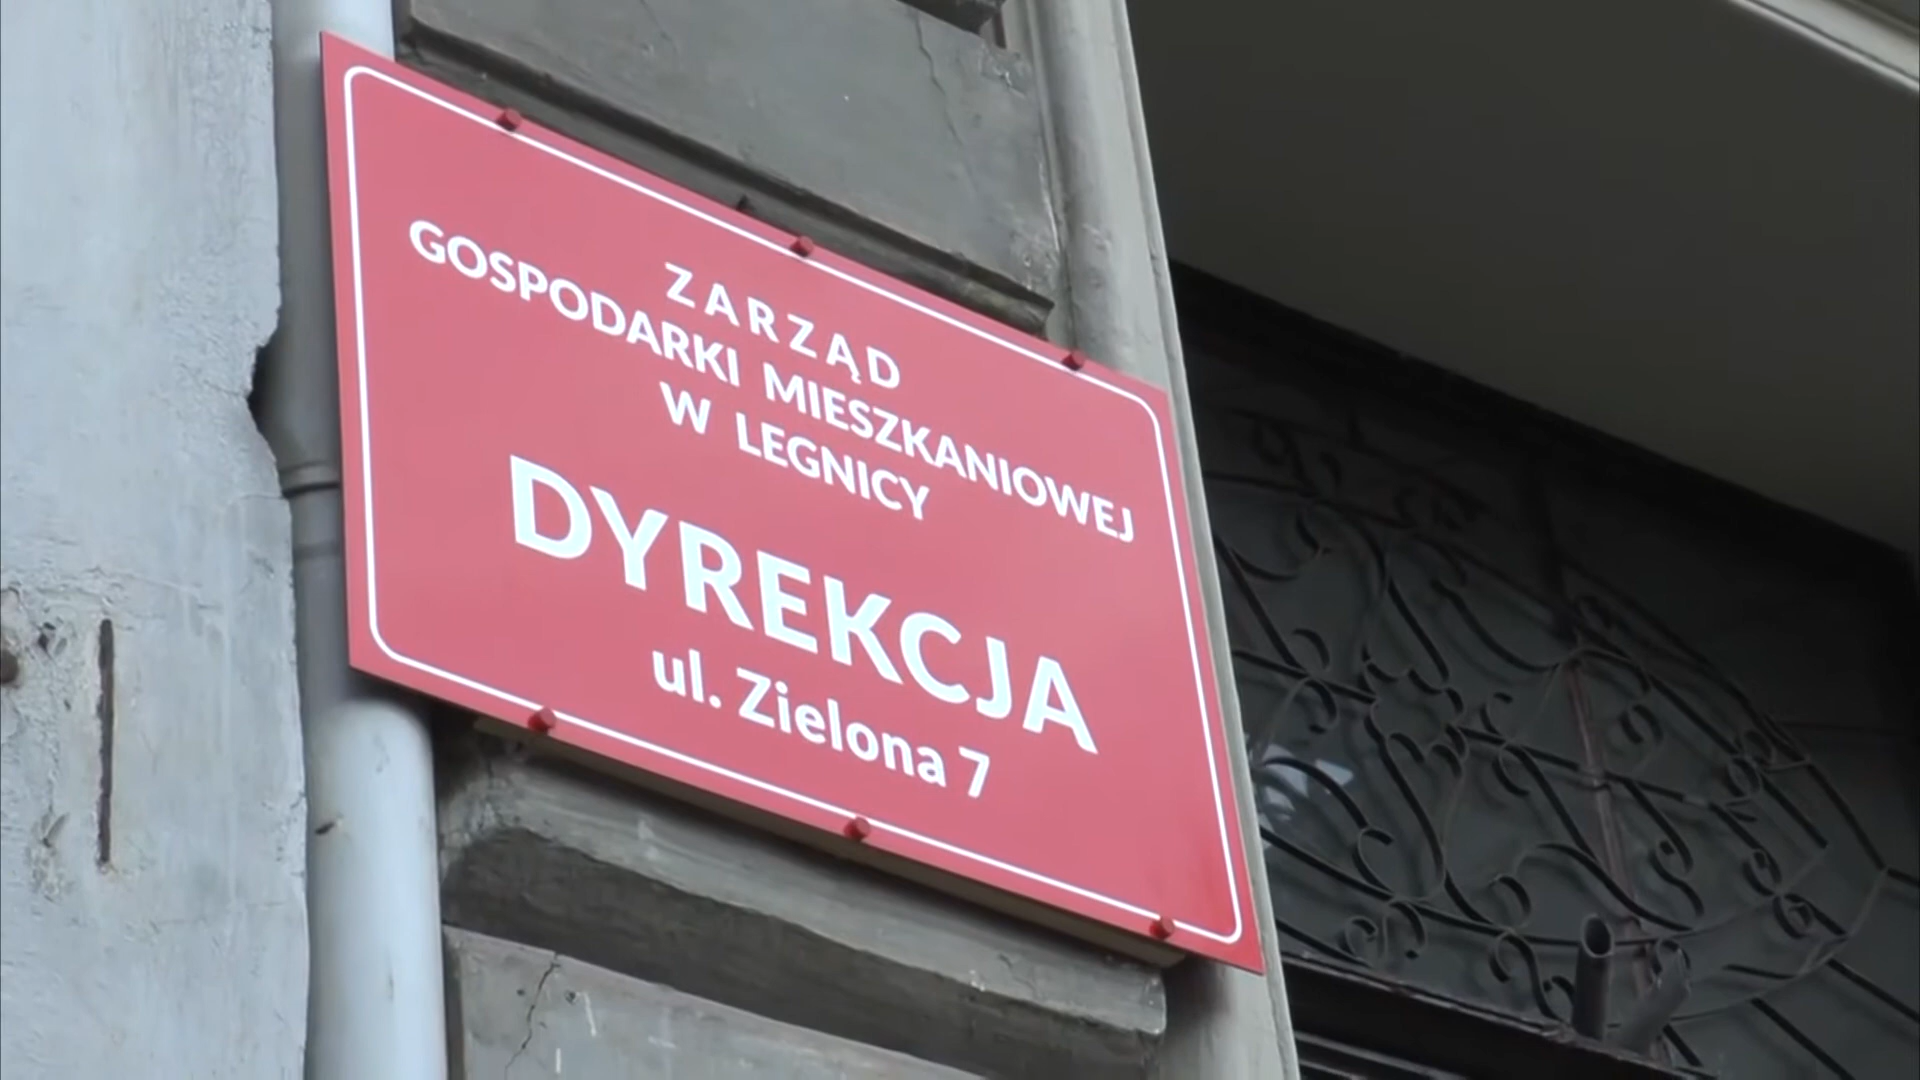 ZARZĄD
GOSPODARKI MIESZKANIOWEJ
W LEGNICY
DYREKCJA
ul. Zielona 7